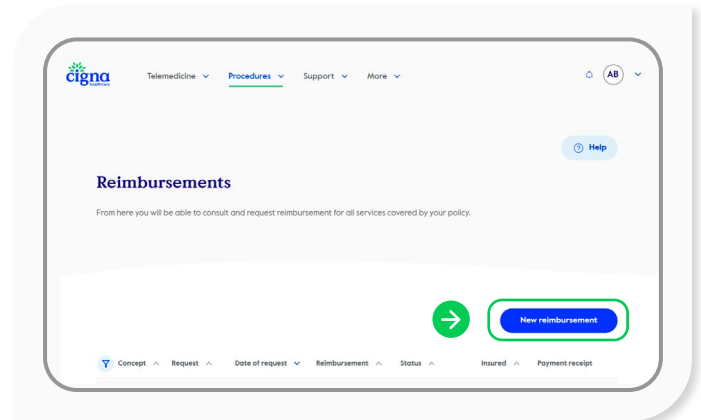 cigna
healthcare
Telemedicine Procedures Support More AB
Help
Reimbursements
From here you will be able to consult and request reimbursement for all services covered by your policy.
New reimbursement
Concept Request Date of request Reimbursement Status Insured Payment receipt